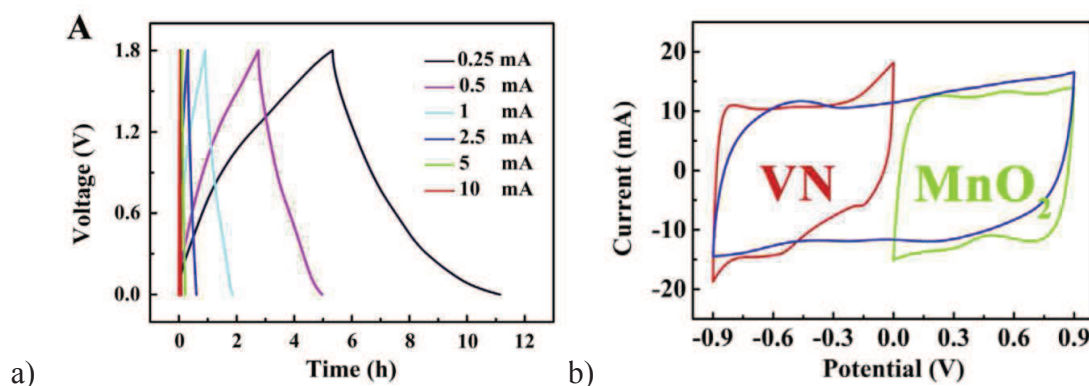 A
1.8
1.2
0.6
0.0
Voltage (V)
0.25 mA
0.5 mA
1 mA
2.5 mA
5 mA
10 mA
0 2 4 6 8 10 12
Time (h)
a)
20
10
0
-10
-20
Current (mA)
VN
MnO₂
-0.9 -0.6 -0.3 0.0 0.3 0.6 0.9
Potential (V)
b)